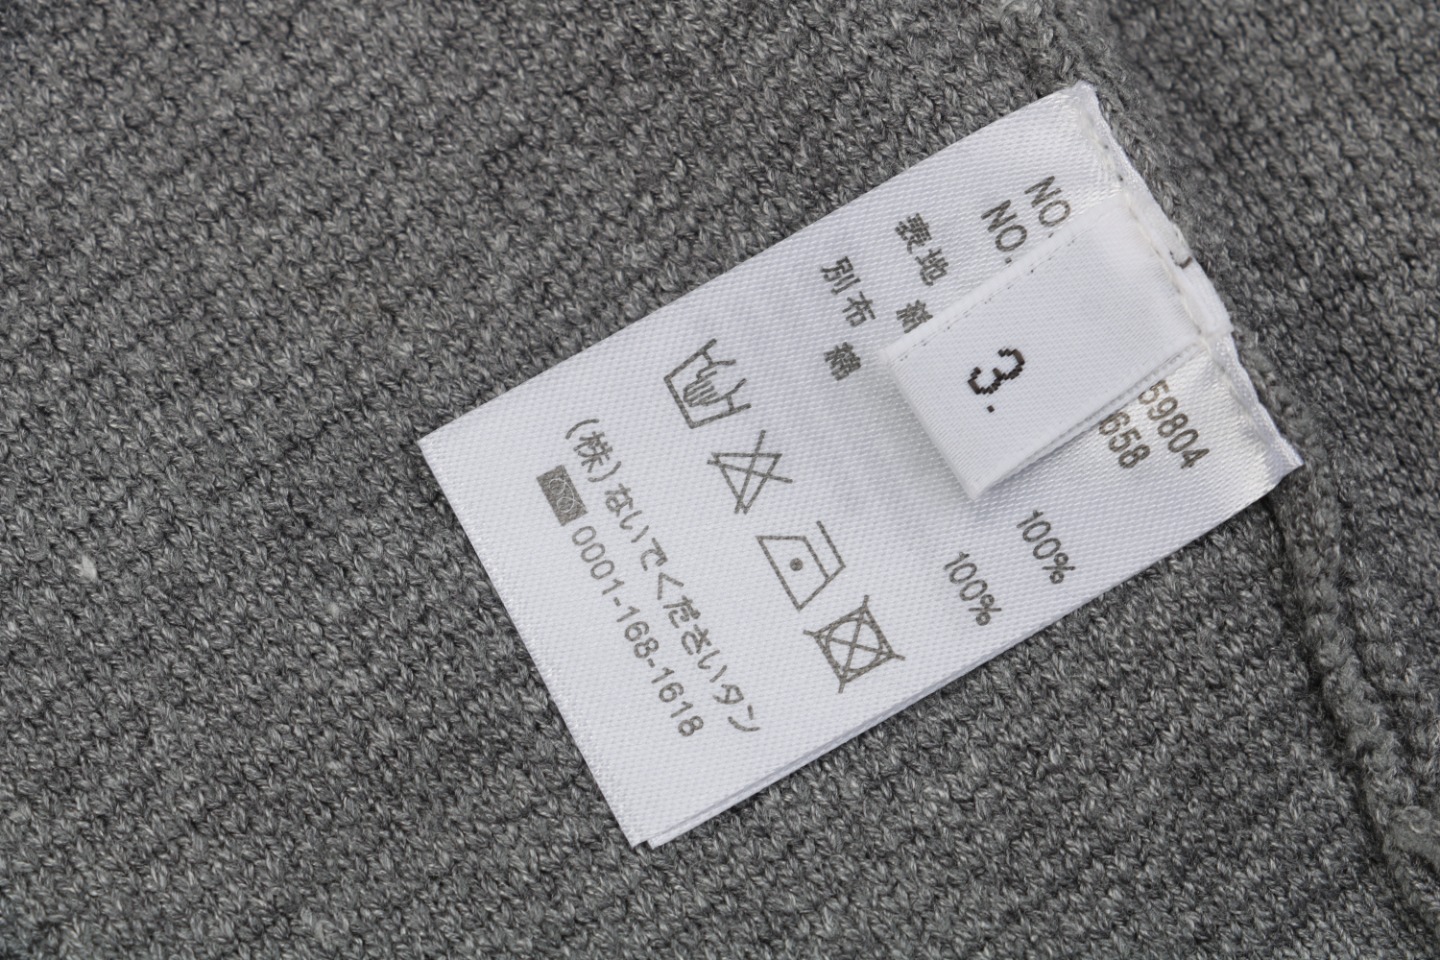 NO. 59804
NO. 658
表地 綿 100%
別布 綿 100%
3.
(株)ないでくださいタン
0001-168-1618